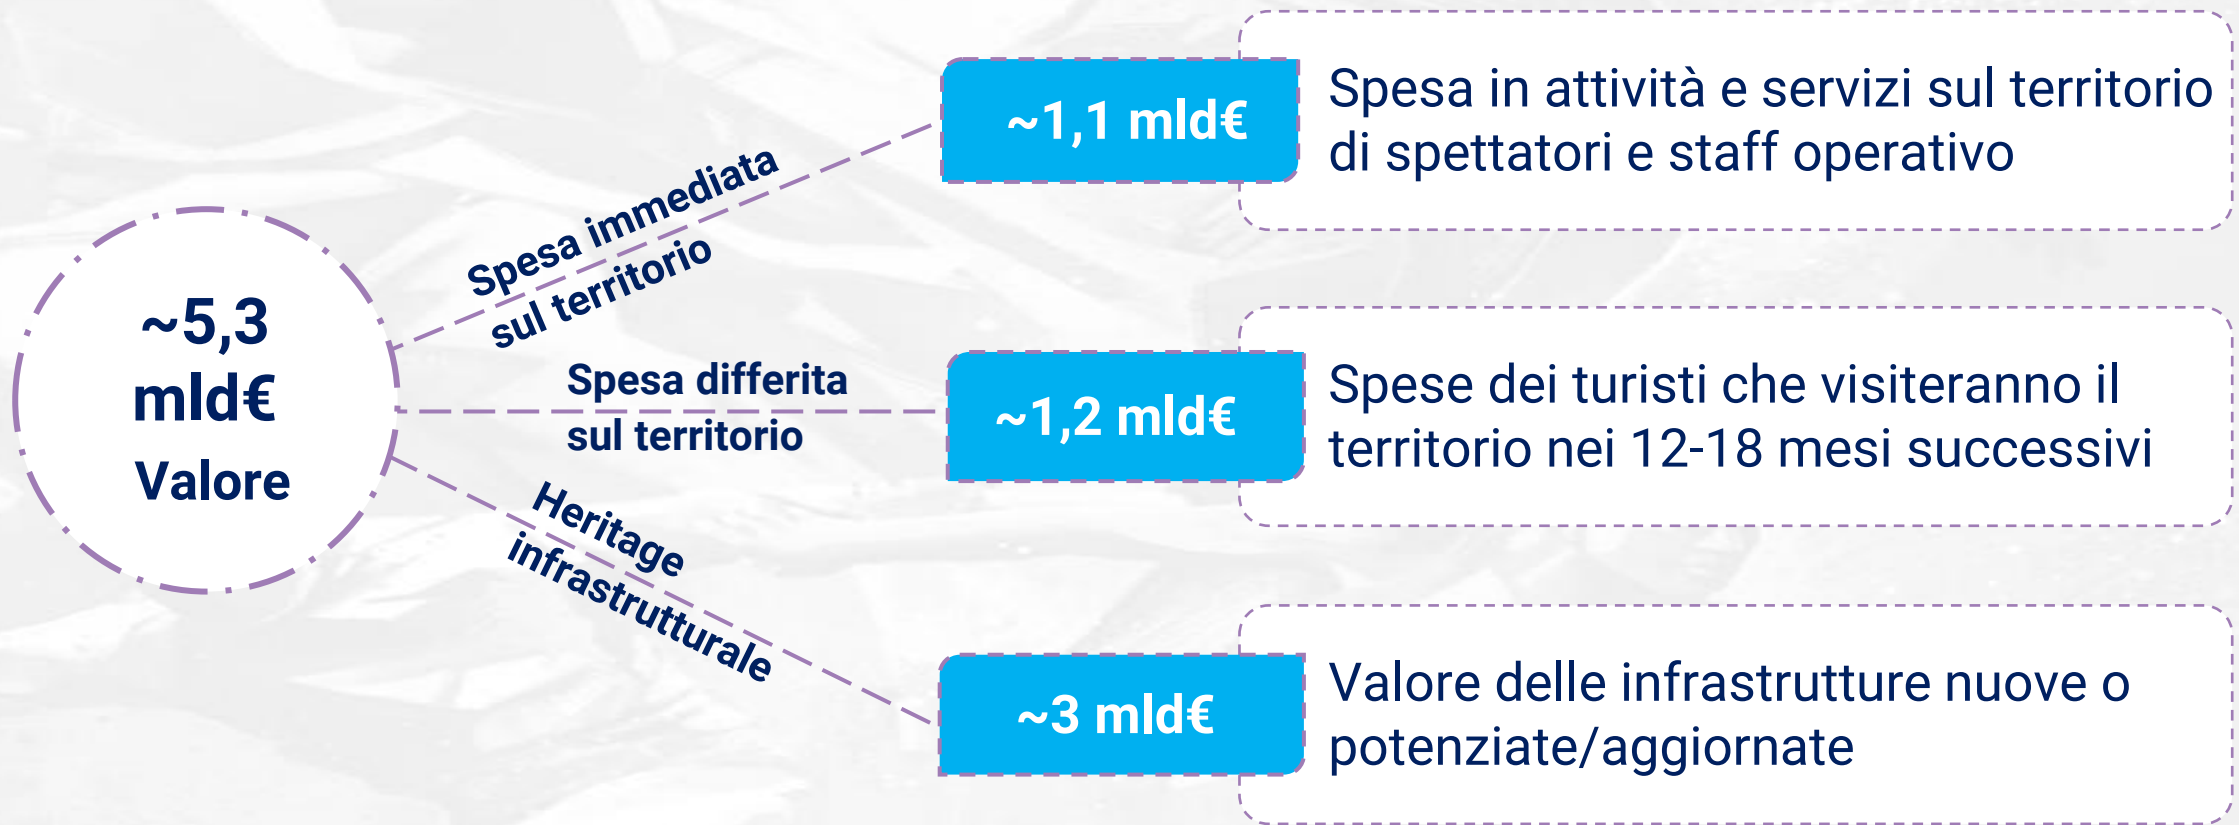 ~5,3
mld€
Valore
Spesa immediata
sul territorio
~1,1 mld€
Spesa in attività e servizi sul territorio
di spettatori e staff operativo
Spesa differita
sul territorio
~1,2 mld€
Spese dei turisti che visiteranno il
territorio nei 12-18 mesi successivi
Heritage
infrastrutturale
~3 mld€
Valore delle infrastrutture nuove o
potenziate/aggiornate